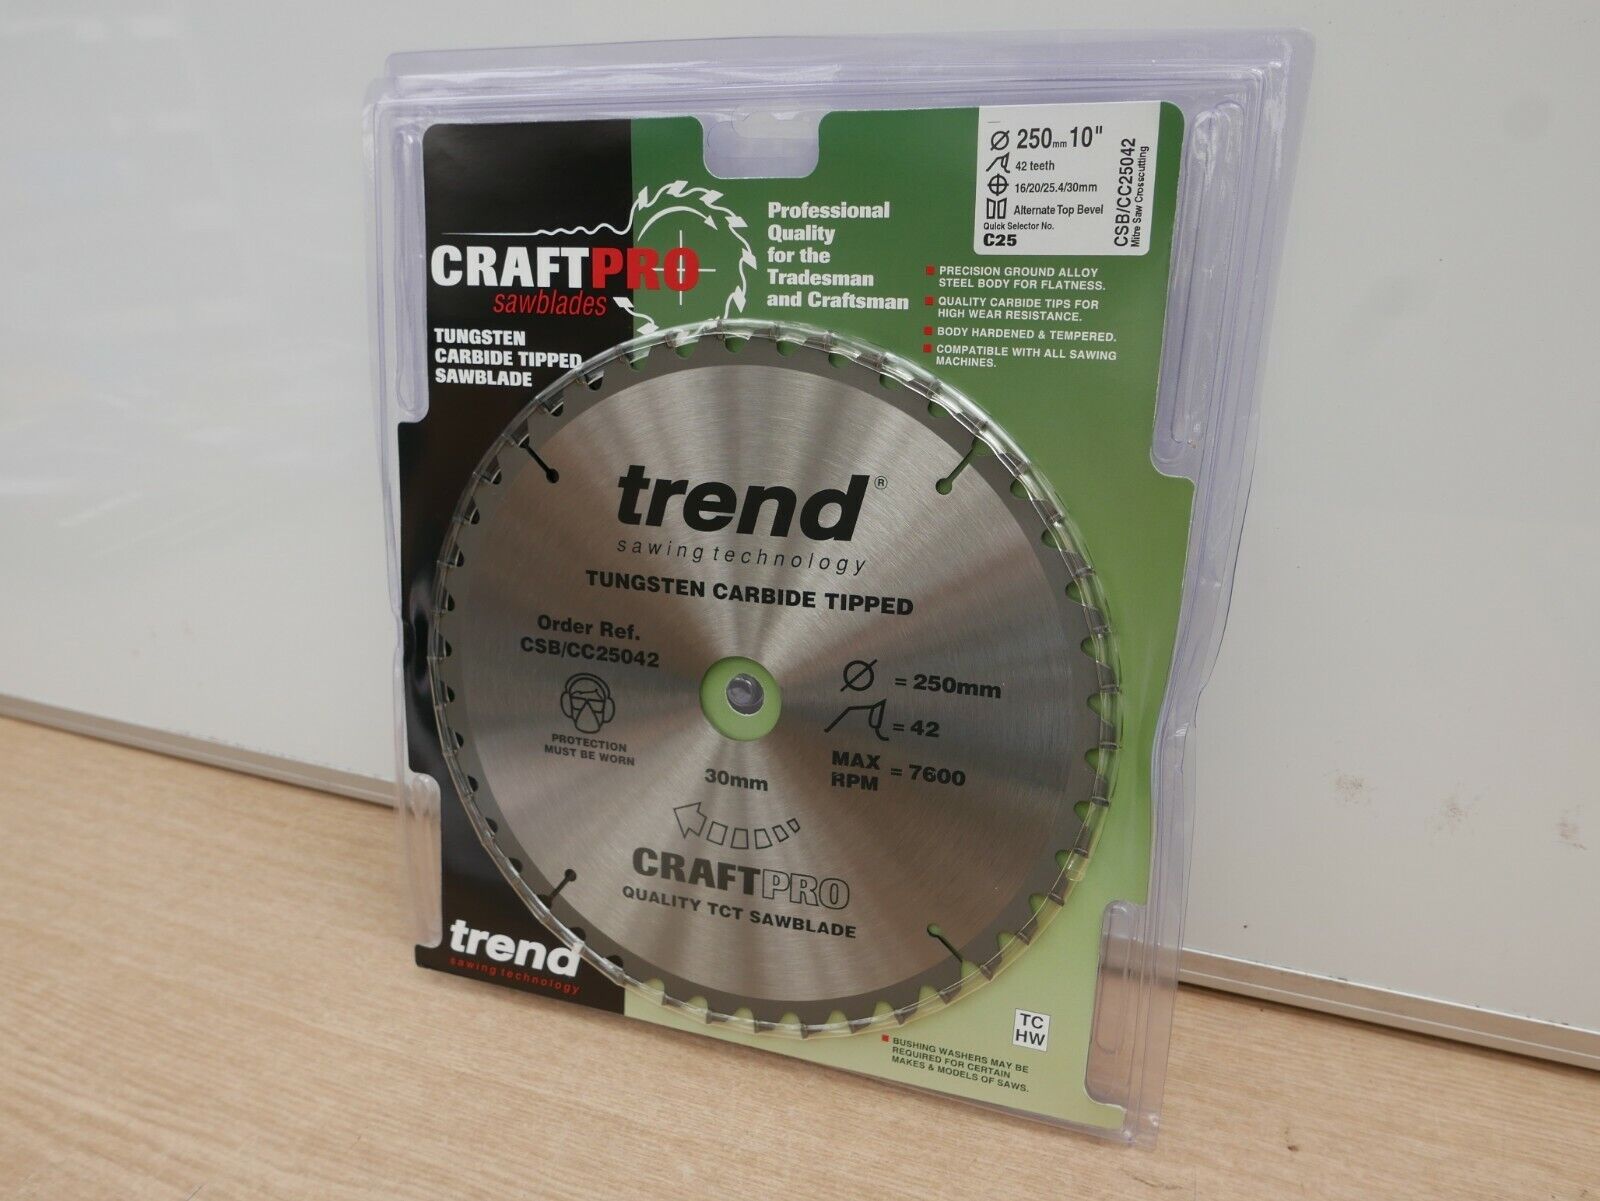 CRAFTPRO
sawblades
TUNGSTEN
CARBIDE TIPPED
SAWBLADE
Professional
Quality
for the
Tradesman
and Craftsman
250mm 10"
42 teeth
16/20/25.4/30mm
Alternate Top Bevel
Quick Selector No.
C25
CSB/CC25042
Mitre Saw Crosscutting
PRECISION GROUND ALLOY
STEEL BODY FOR FLATNESS.
QUALITY CARBIDE TIPS FOR
HIGH WEAR RESISTANCE.
BODY HARDENED & TEMPERED.
COMPATIBLE WITH ALL SAWING
MACHINES.
trend®
sawing technology
TUNGSTEN CARBIDE TIPPED
Order Ref.
CSB/CC25042
PROTECTION
MUST BE WORN
= 250mm
= 42
MAX
RPM = 7600
30mm
CRAFTPRO
QUALITY TCT SAWBLADE
trend
sawing technology
TC
HW
BUSHING WASHERS MAY BE
REQUIRED FOR CERTAIN
MAKES & MODELS OF SAWS.